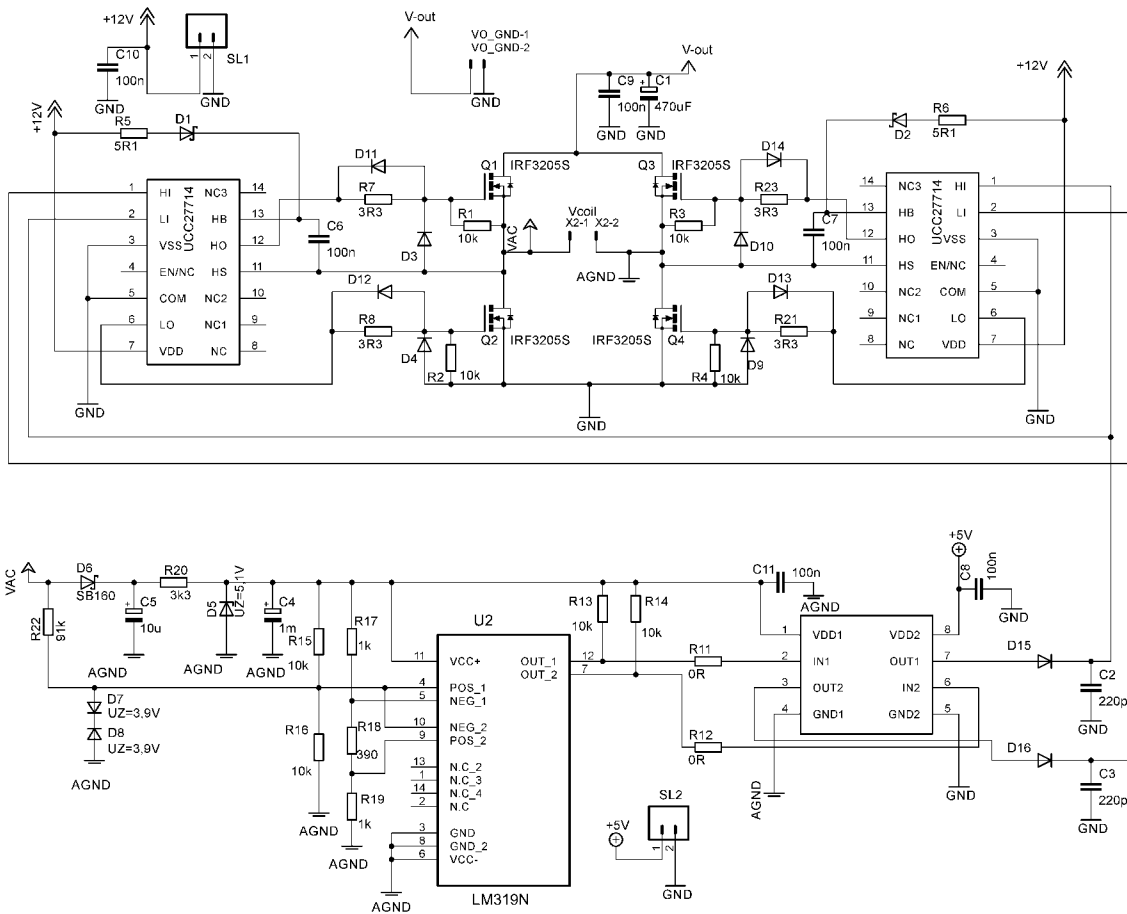 +12V
C10
100n
GND
1
2
SL1
GND
V-out
VO_GND-1
VO_GND-2
GND
V-out
C9
100n
GND
+
C1
470uF
GND
+12V
+12V
R5
5R1
D1
D2
R6
5R1
D11
R7
3R3
Q1
IRF3205S
Q3
IRF3205S
D14
R23
3R3
1
2
3
4
5
6
7
HI
LI
VSS
EN/NC
COM
LO
VDD
UCC27714
NC3
HB
HO
HS
NC2
NC1
NC
14
13
12
11
10
9
8
C6
100n
D3
R1
10k
VAC
Vcoil
X2-1
X2-2
AGND
R3
10k
D10
C7
100n
14
13
12
11
10
9
8
NC3
HB
HO
HS
NC2
NC1
NC
UCC27714
HI
LI
VSS
EN/NC
COM
LO
VDD
1
2
3
4
5
6
7
D12
R8
3R3
D4
R2
10k
Q2
IRF3205S
IRF3205S
Q4
R4
10k
D9
D13
R21
3R3
GND
GND
GND
VAC
D6
SB160
R22
91k
+
C5
10u
AGND
R20
3k3
D5
UZ=5,1V
AGND
+
C4
1m
AGND
R15
10k
R17
1k
D7
UZ=3,9V
D8
UZ=3,9V
AGND
R16
10k
AGND
R18
390
R19
1k
AGND
U2
11
VCC+
4
POS_1
5
NEG_1
10
NEG_2
9
POS_2
13
N.C_2
1
N.C_3
14
N.C_4
2
N.C
3
GND
8
GND_2
6
VCC-
OUT_1
12
OUT_2
7
LM319N
AGND
R13
10k
R14
10k
R11
0R
R12
0R
C11
100n
AGND
+5V
C8
100n
GND
1
2
3
4
VDD1
IN1
OUT2
GND1
VDD2
OUT1
IN2
GND2
8
7
6
5
AGND
GND
D15
C2
220p
GND
D16
C3
220p
GND
+5V
SL2
1
2
GND